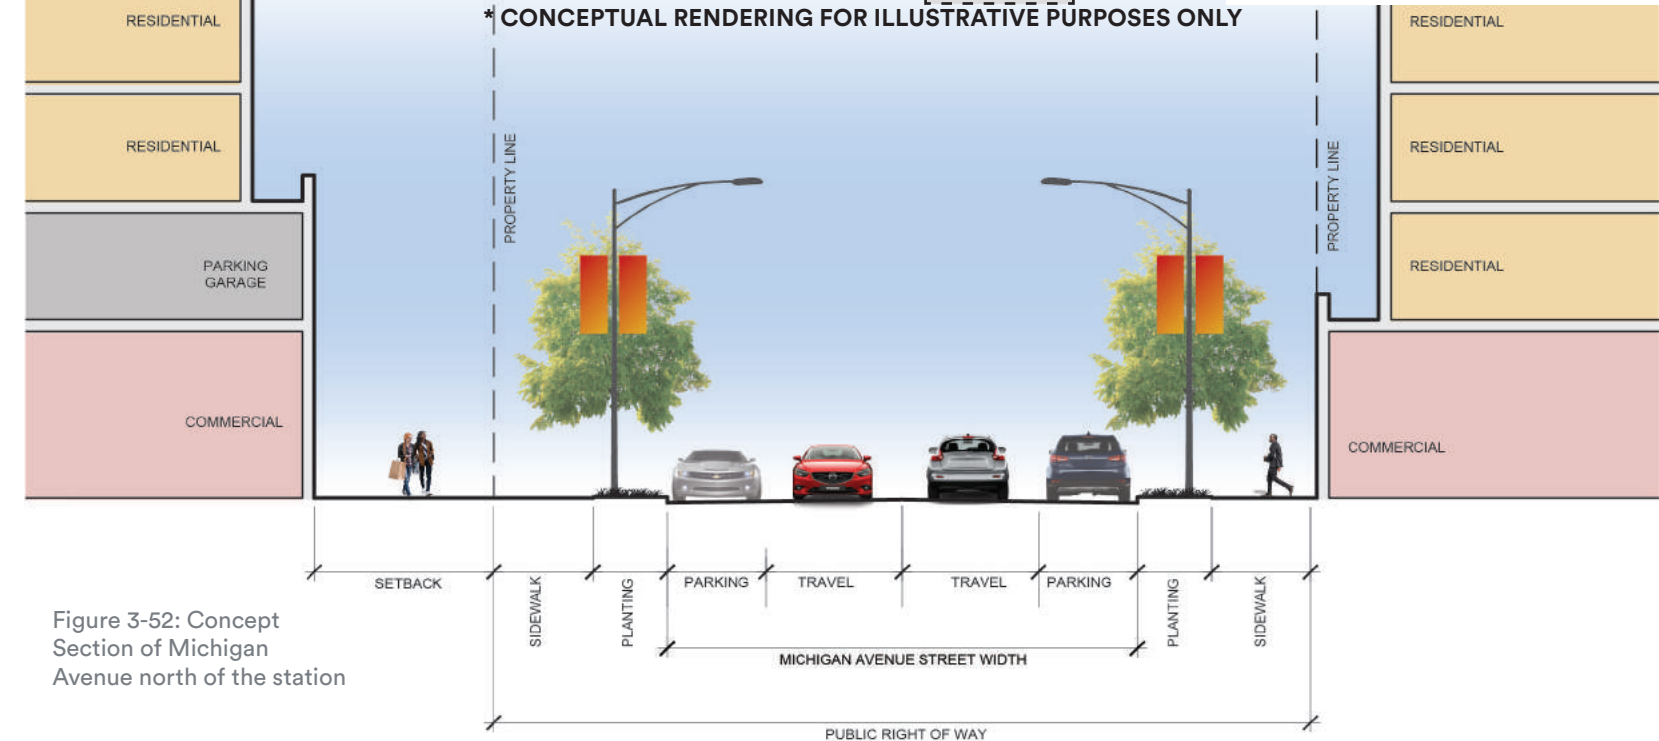 * CONCEPTUAL RENDERING FOR ILLUSTRATIVE PURPOSES ONLY
RESIDENTIAL
RESIDENTIAL
RESIDENTIAL
RESIDENTIAL
PROPERTY LINE
PROPERTY LINE
PARKING
GARAGE
RESIDENTIAL
COMMERCIAL
COMMERCIAL
SETBACK
SIDEWALK
PLANTING
PARKING
TRAVEL
TRAVEL
PARKING
PLANTING
SIDEWALK
MICHIGAN AVENUE STREET WIDTH
PUBLIC RIGHT OF WAY
Figure 3-52: Concept
Section of Michigan
Avenue north of the station